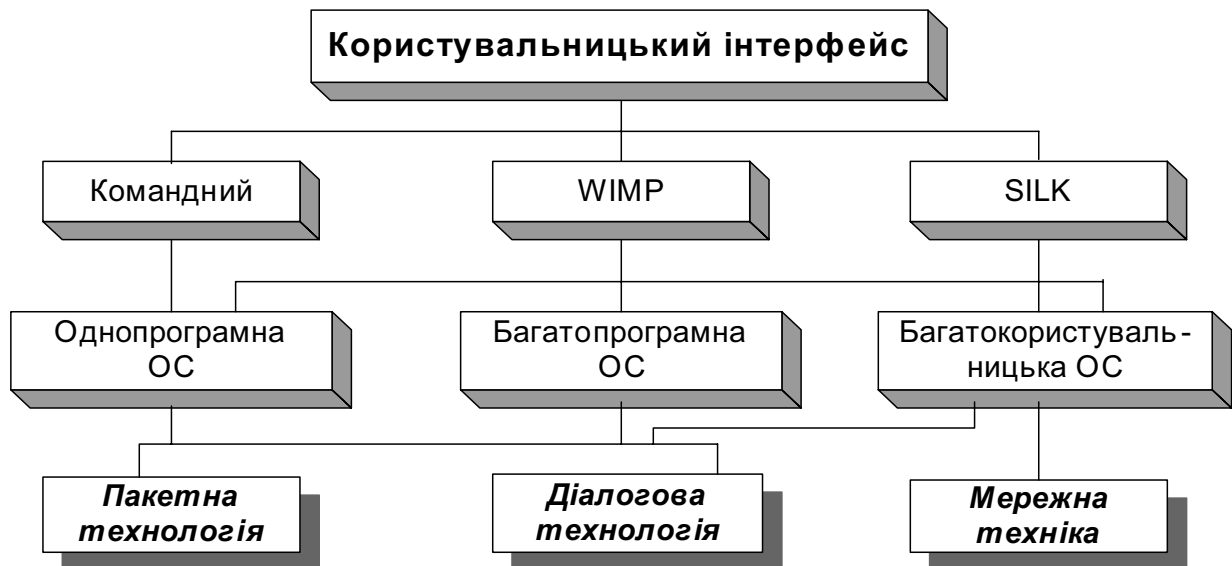 Користувальницький інтерфейс
Командний
WIMP
SILK
Однопрограмна
ОС
Багатопрограмна
ОС
Багатокористуваль-
ницька ОС
Пакетна
технологія
Діалогова
технологія
Мережна
техніка